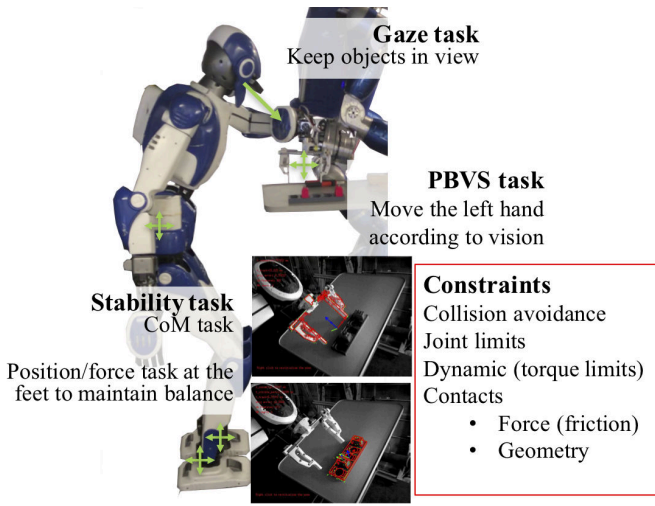 Gaze task
Keep objects in view
PBVS task
Move the left hand
according to vision
Stability task
CoM task
Position/force task at the
feet to maintain balance
Constraints
Collision avoidance
Joint limits
Dynamic (torque limits)
Contacts
• Force (friction)
• Geometry